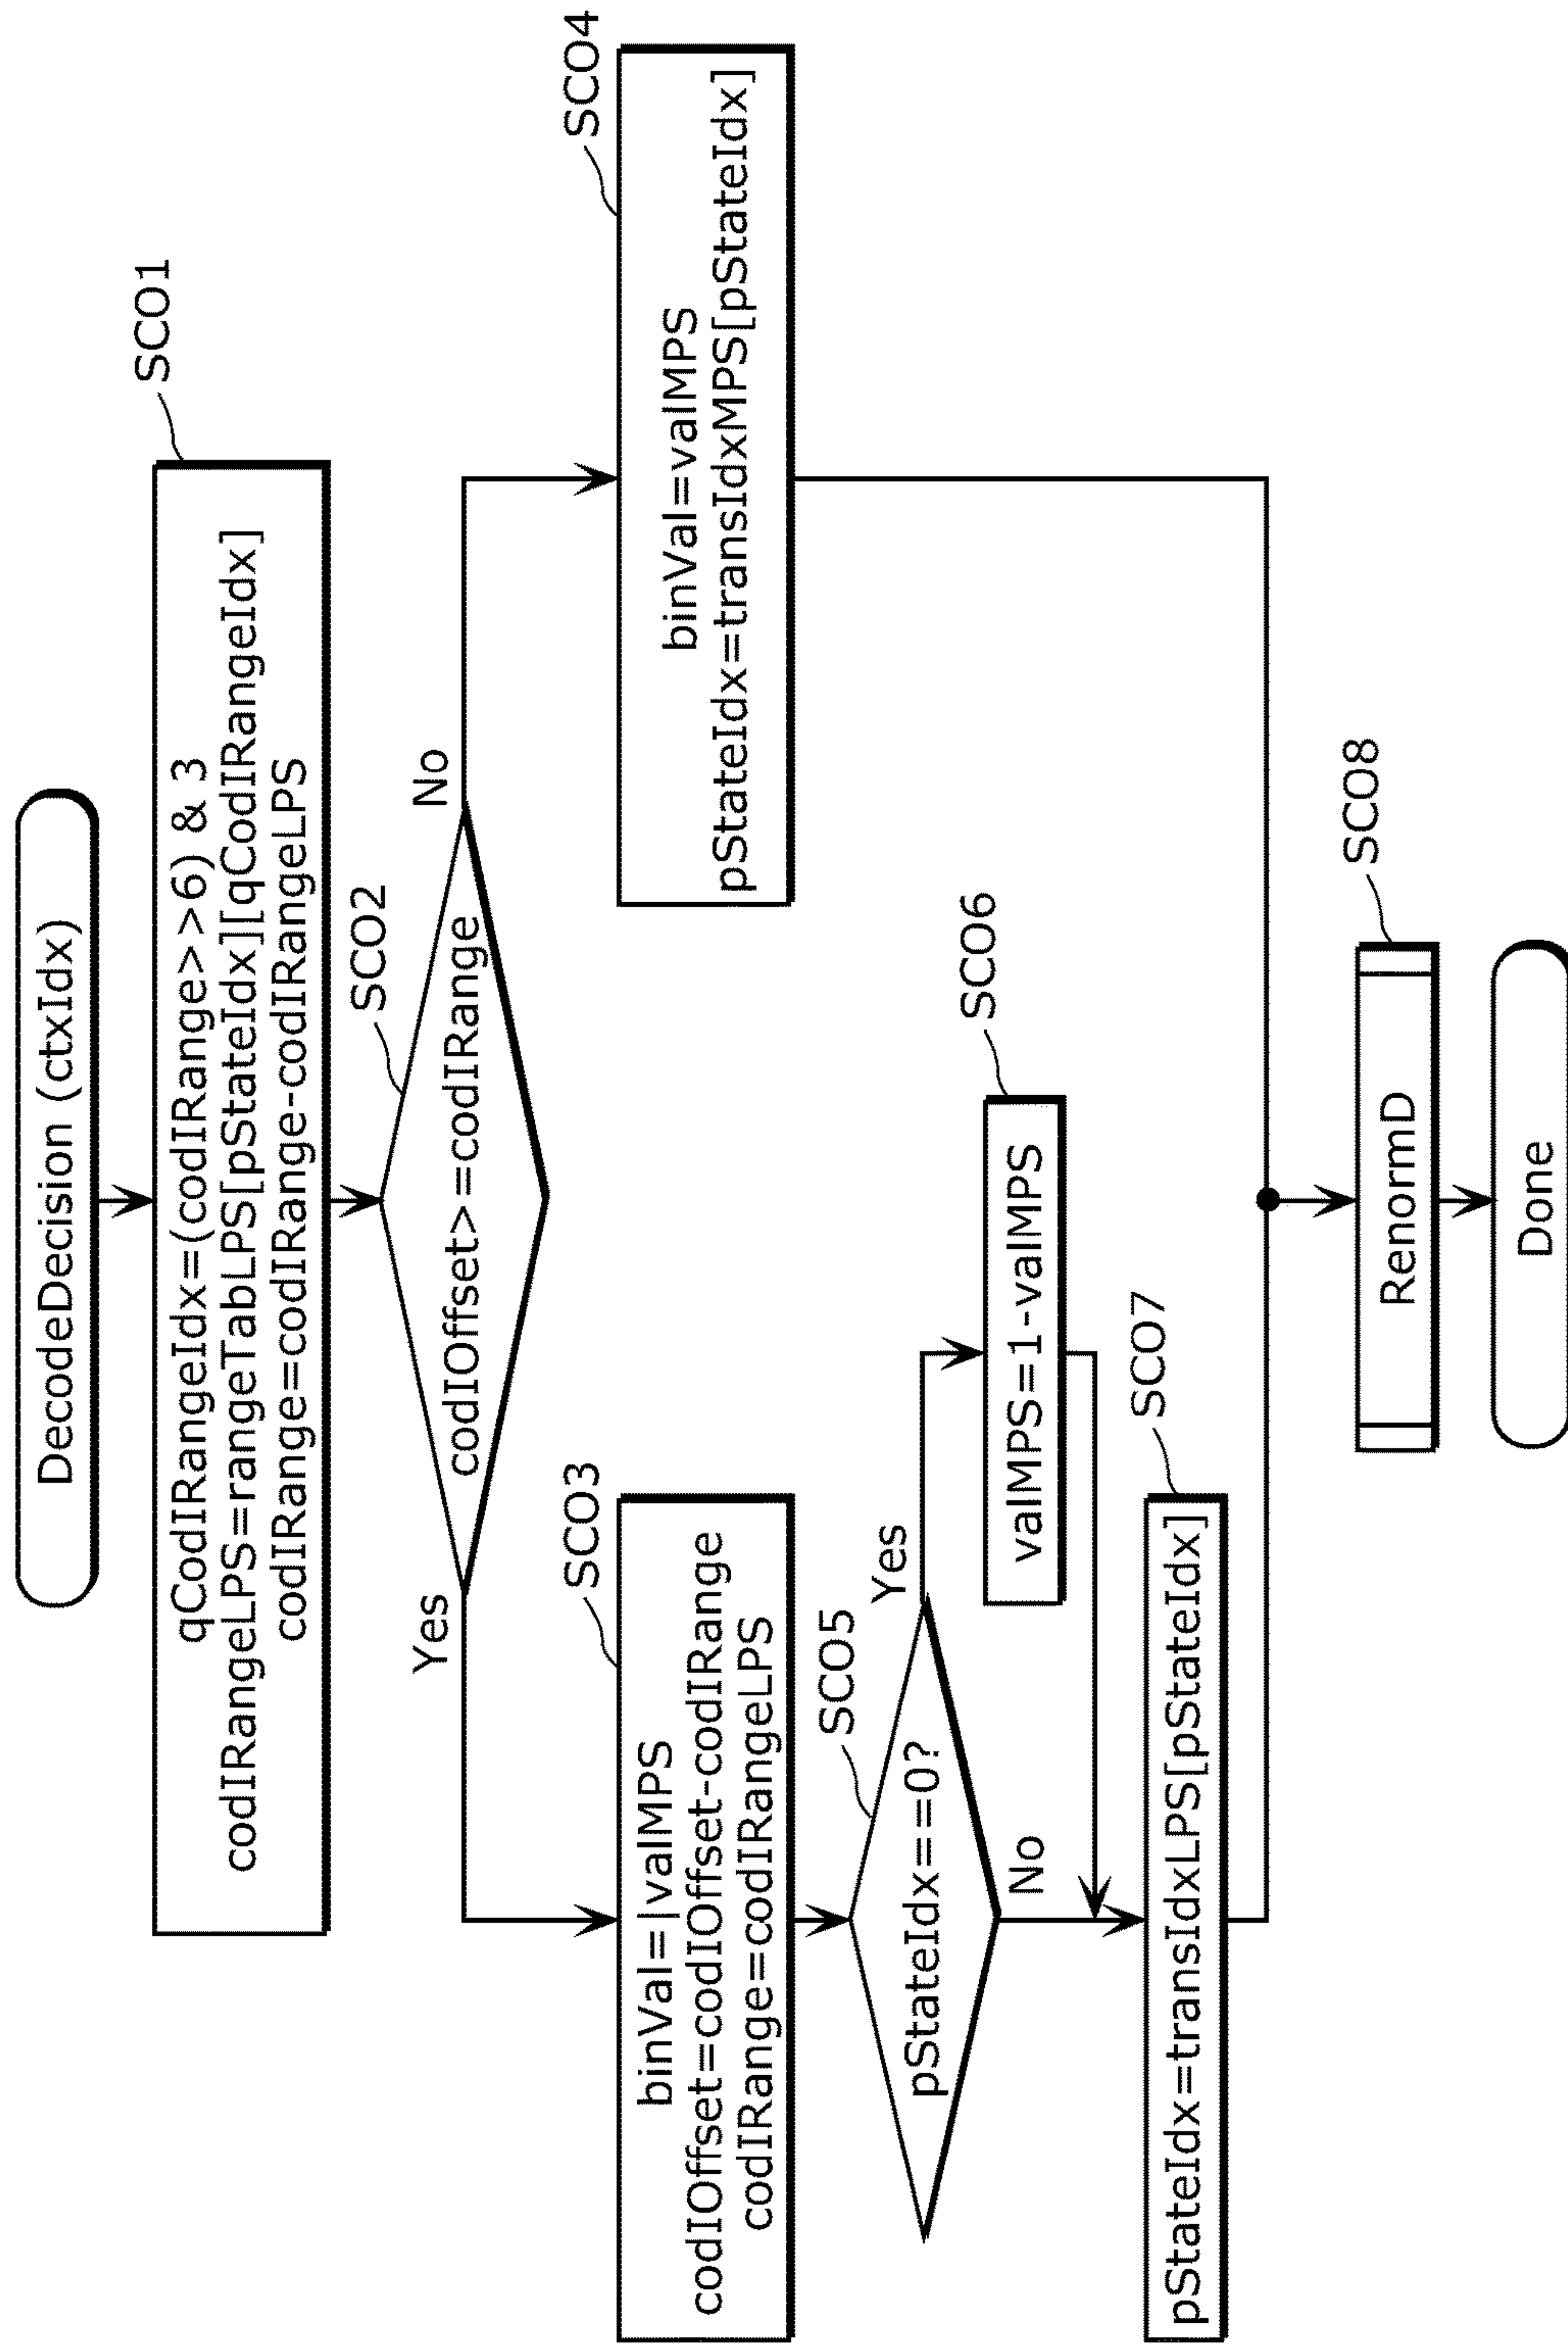 DecodeDecision (ctxIdx)
SC01
qCodIRangeIdx=(codIRange>>6) & 3
codIRangeLPS=rangeTabLPS[pStateIdx][qCodIRangeIdx]
codIRange=codIRange-codIRangeLPS
SC02
codIOffset>=codIRange
Yes
No
SC03
binVal=|valMPS
codIOffset=codIOffset-codIRange
codIRange=codIRangeLPS
SC04
binVal=valMPS
pStateIdx=transIdxMPS[pStateIdx]
SC05
pStateIdx==0?
Yes
No
SC06
valMPS=1-valMPS
SC07
pStateIdx=transIdxLPS[pStateIdx]
SC08
RenormD
Done